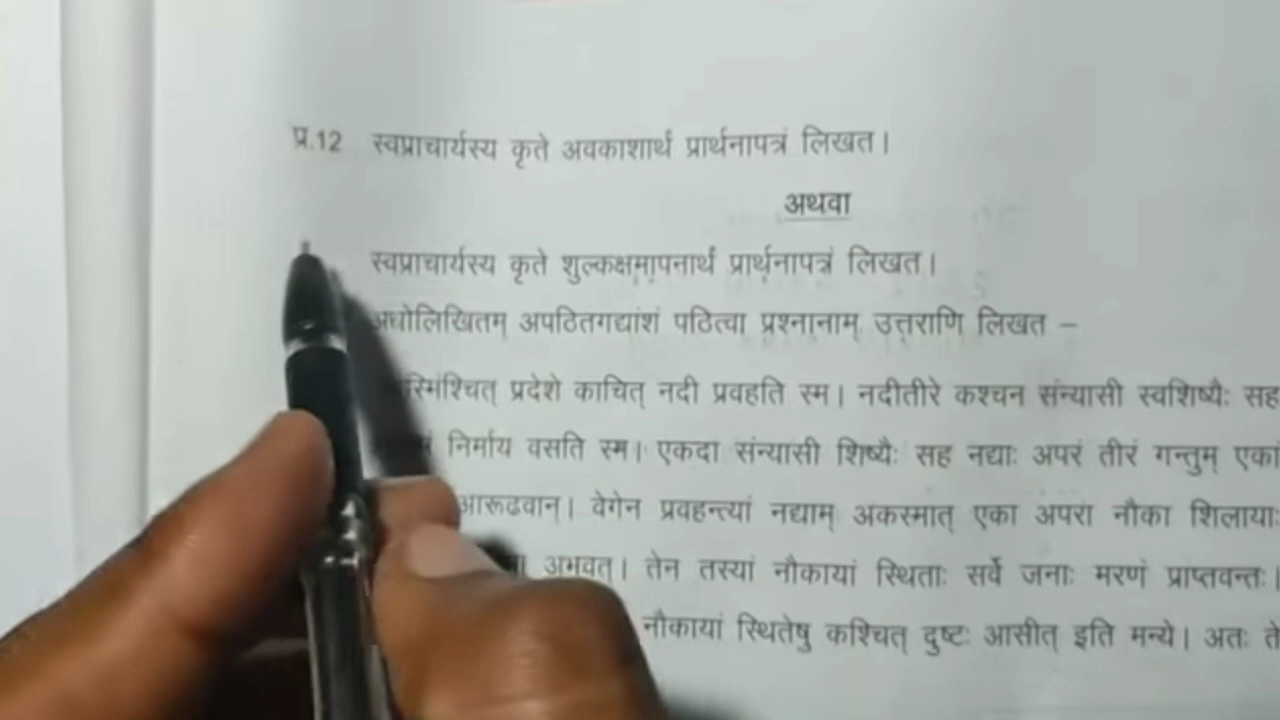 प्र.12 स्वप्राचार्यस्य कृते अवकाशार्थं प्रार्थनापत्रं लिखत।
अथवा
स्वप्राचार्यस्य कृते शुल्कक्षमापनार्थं प्रार्थनापत्रं लिखत।
अधोलिखितम् अपठितगद्यांशं पठित्वा प्रश्नानाम् उत्तराणि लिखत –
प्रदेशे काचित् नदी प्रवहति स्म। नदीतीरे कश्चन संन्यासी स्वशिष्यैः सह
निर्माय वसति स्म। एकदा संन्यासी शिष्यैः सह नद्याः अपरं तीरं गन्तुम् एकां
आरूढवान्। वेगेन प्रवहन्त्यां नद्याम् अकस्मात् एका अपरा नौका शिलायाः
अभवत्। तेन तस्यां नौकायां स्थिताः सर्वे जनाः मरणं प्राप्तवन्तः।
नौकायां स्थितेषु कश्चित् दुष्टः आसीत् इति मन्ये। अतः ते